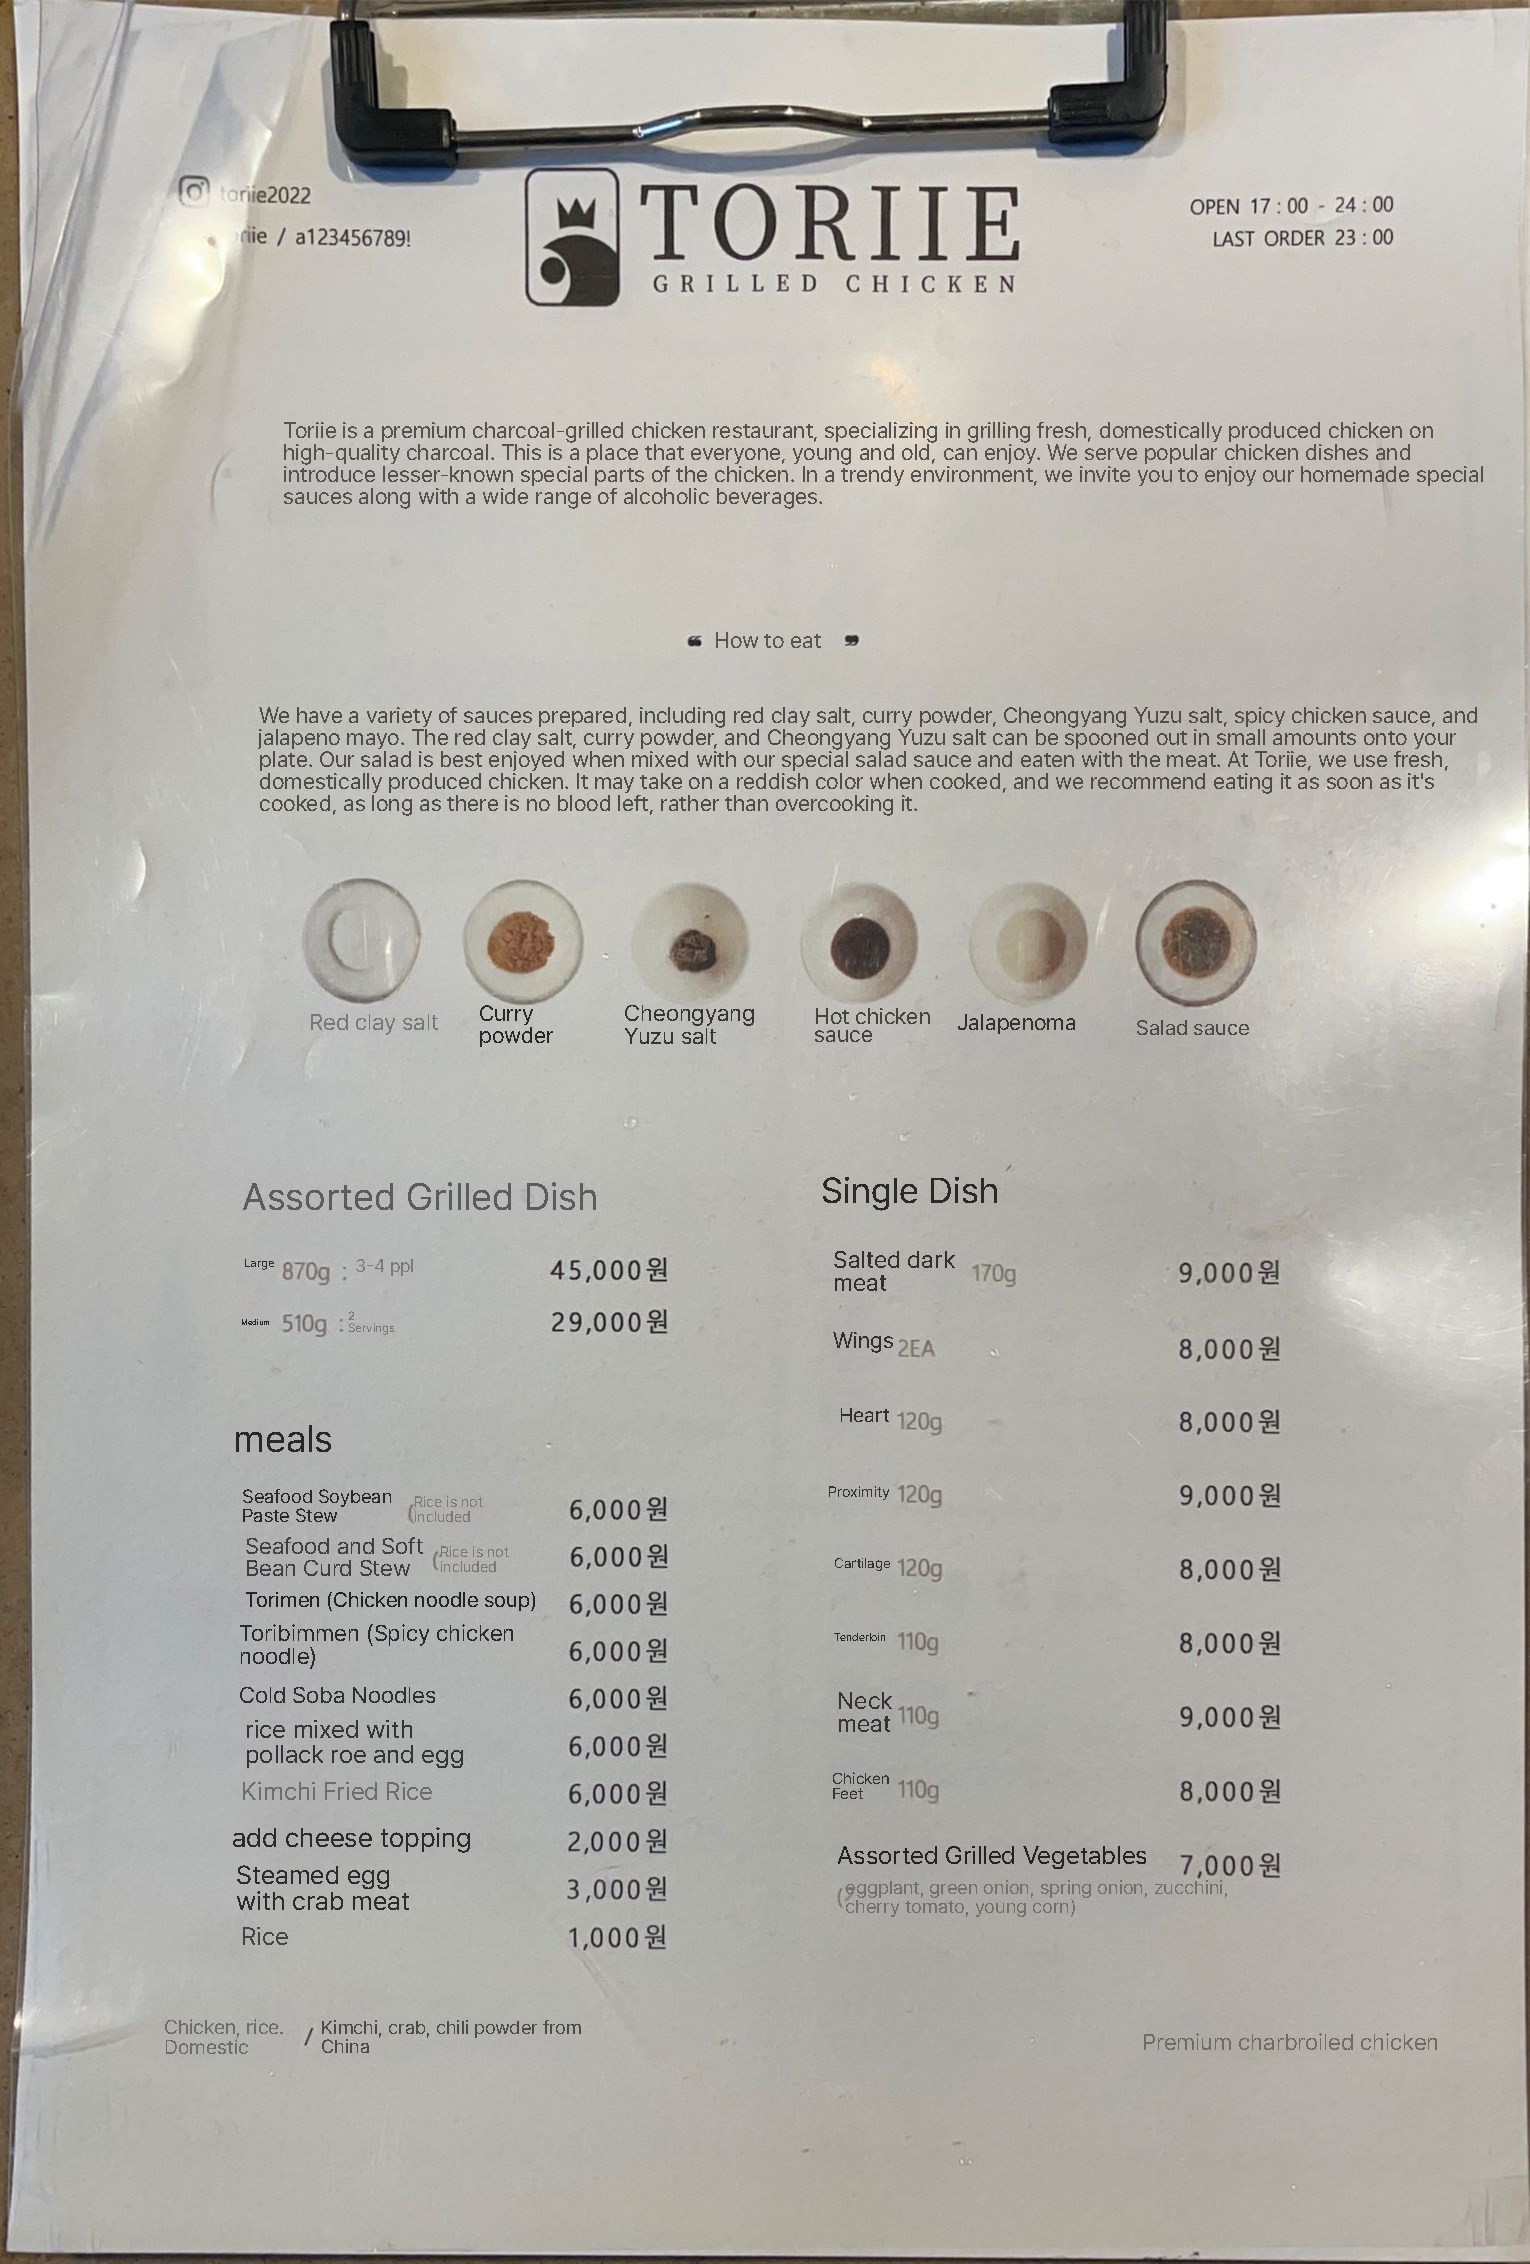 toriie2022
riie / a123456789!
TORIIE
GRILLED CHICKEN
OPEN 17 : 00 - 24 : 00
LAST ORDER 23 : 00
Toriie is a premium charcoal-grilled chicken restaurant, specializing in grilling fresh, domestically produced chicken on
high-quality charcoal. This is a place that everyone, young and old, can enjoy. We serve popular chicken dishes and
introduce lesser-known special parts of the chicken. In a trendy environment, we invite you to enjoy our homemade special
sauces along with a wide range of alcoholic beverages.
❝ How to eat ❞
We have a variety of sauces prepared, including red clay salt, curry powder, Cheongyang Yuzu salt, spicy chicken sauce, and
jalapeno mayo. The red clay salt, curry powder, and Cheongyang Yuzu salt can be spooned out in small amounts onto your
plate. Our salad is best enjoyed when mixed with our special salad sauce and eaten with the meat. At Toriie, we use fresh,
domestically produced chicken. It may take on a reddish color when cooked, and we recommend eating it as soon as it's
cooked, as long as there is no blood left, rather than overcooking it.
Red clay salt
Curry
powder
Cheongyang
Yuzu salt
Hot chicken
sauce
Jalapenoma
Salad sauce
Assorted Grilled Dish
Large 870g : 3-4 ppl 45,000원
Medium 510g : 2
Servings 29,000원
meals
Seafood Soybean
Paste Stew (Rice is not
included 6,000원
Seafood and Soft
Bean Curd Stew (Rice is not
included 6,000원
Torimen (Chicken noodle soup) 6,000원
Toribimmen (Spicy chicken
noodle) 6,000원
Cold Soba Noodles 6,000원
rice mixed with
pollack roe and egg 6,000원
Kimchi Fried Rice 6,000원
add cheese topping 2,000원
Steamed egg
with crab meat 3,000원
Rice 1,000원
Single Dish
Salted dark
meat 170g 9,000원
Wings 2EA 8,000원
Heart 120g 8,000원
Proximity 120g 9,000원
Cartilage 120g 8,000원
Tenderloin 110g 8,000원
Neck
meat 110g 9,000원
Chicken
Feet 110g 8,000원
Assorted Grilled Vegetables 7,000원
(eggplant, green onion, spring onion, zucchini,
cherry tomato, young corn)
Chicken, rice.
Domestic
/ Kimchi, crab, chili powder from
China
Premium charbroiled chicken